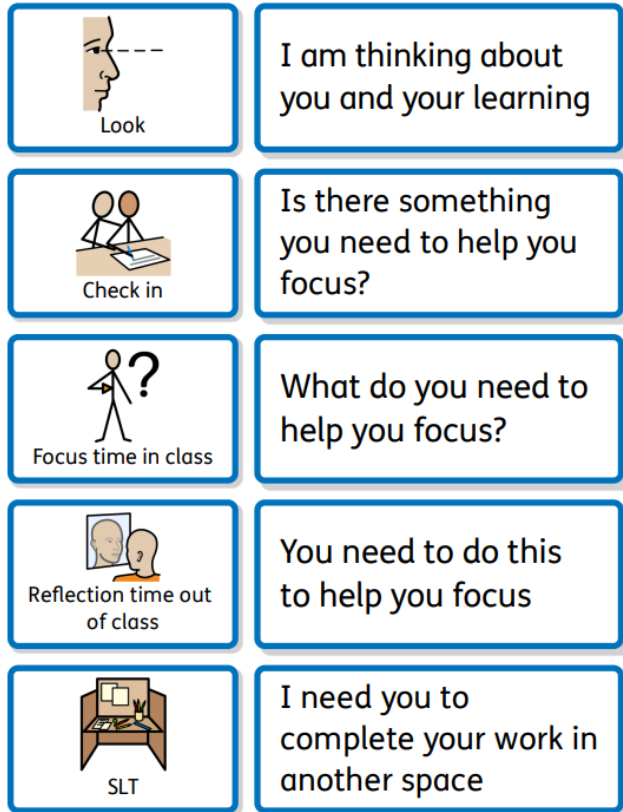 Look
I am thinking about
you and your learning
Check in
Is there something
you need to help you
focus?
?
Focus time in class
What do you need to
help you focus?
Reflection time out
of class
You need to do this
to help you focus
SLT
I need you to
complete your work in
another space